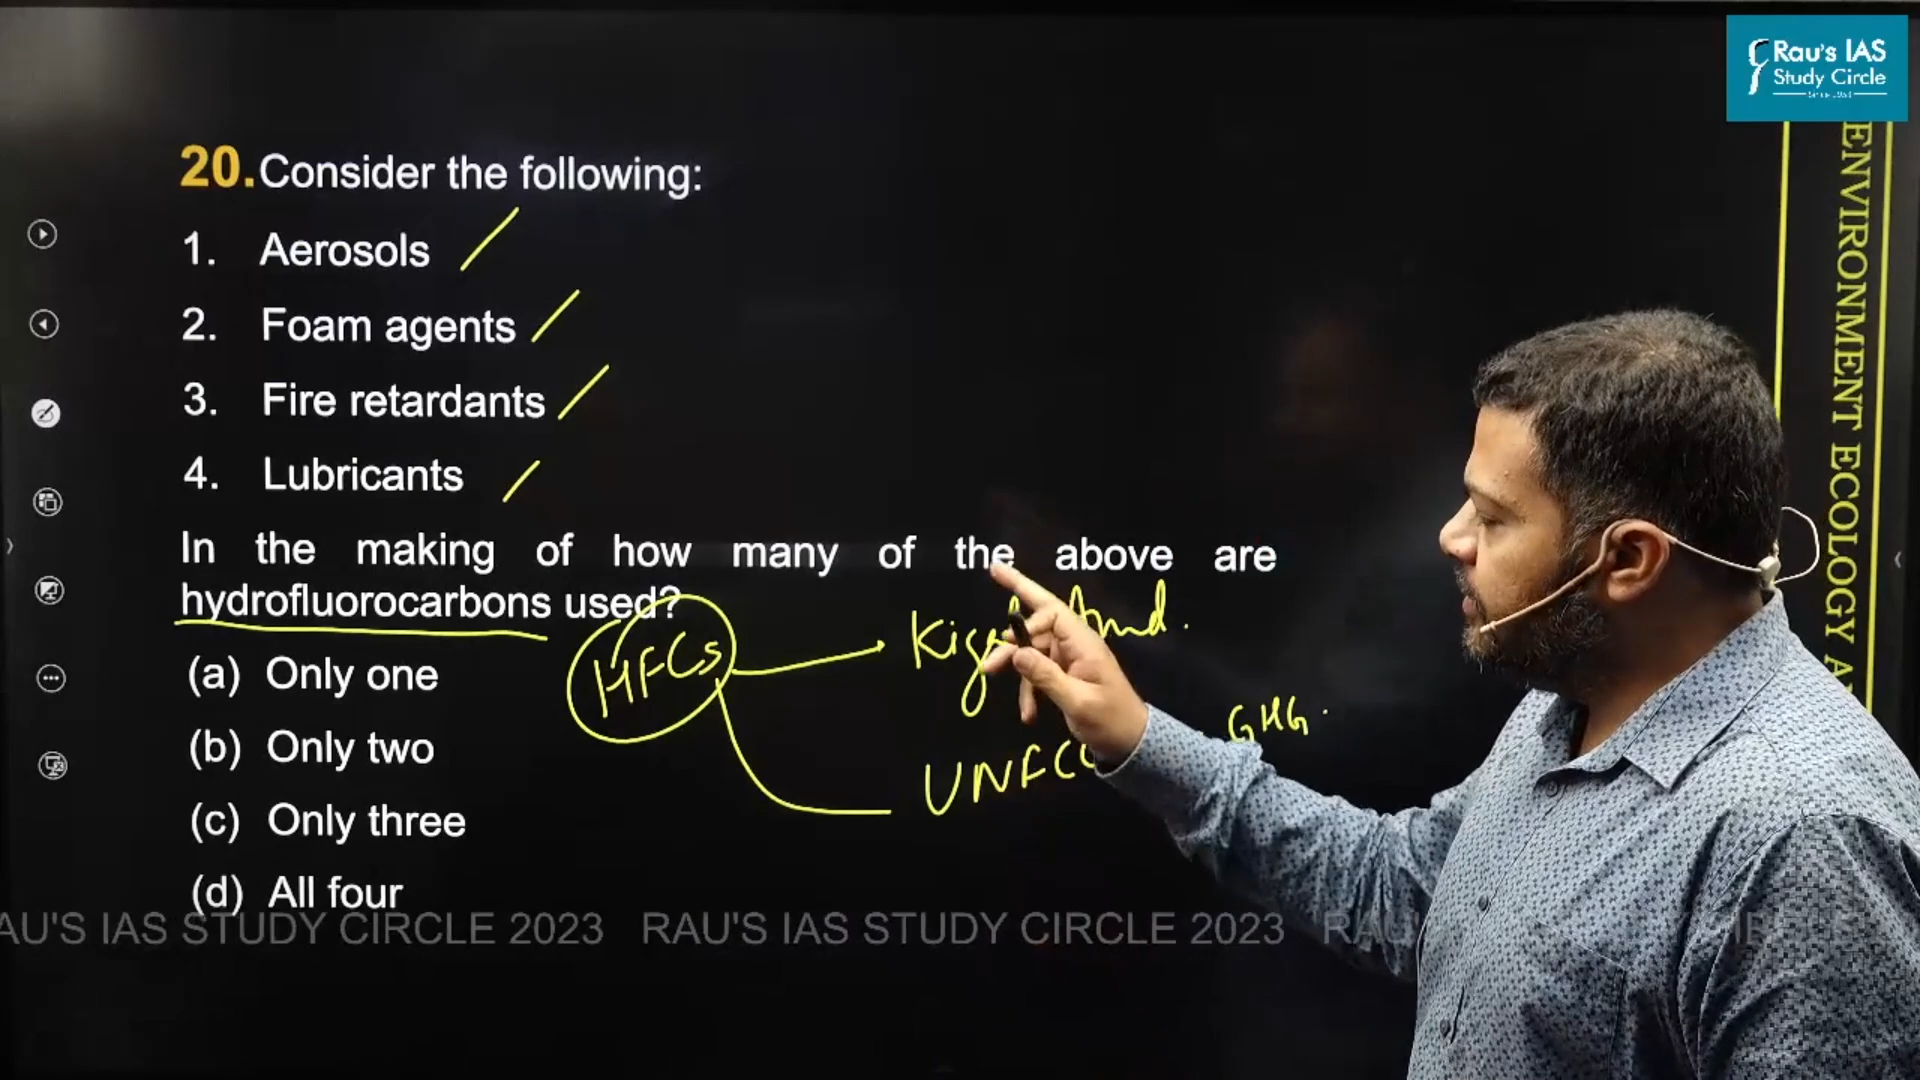 Rau's IAS
Study Circle
20. Consider the following:
1. Aerosols
2. Foam agents
3. Fire retardants
4. Lubricants
In the making of how many of the above are
hydrofluorocarbons used?
HFCs
Amd.
GHG.
(a) Only one
(b) Only two
(c) Only three
(d) All four
RAU'S IAS STUDY CIRCLE 2023 RAU'S IAS STUDY CIRCLE 2023
ENVIRONMENT ECOLOGY